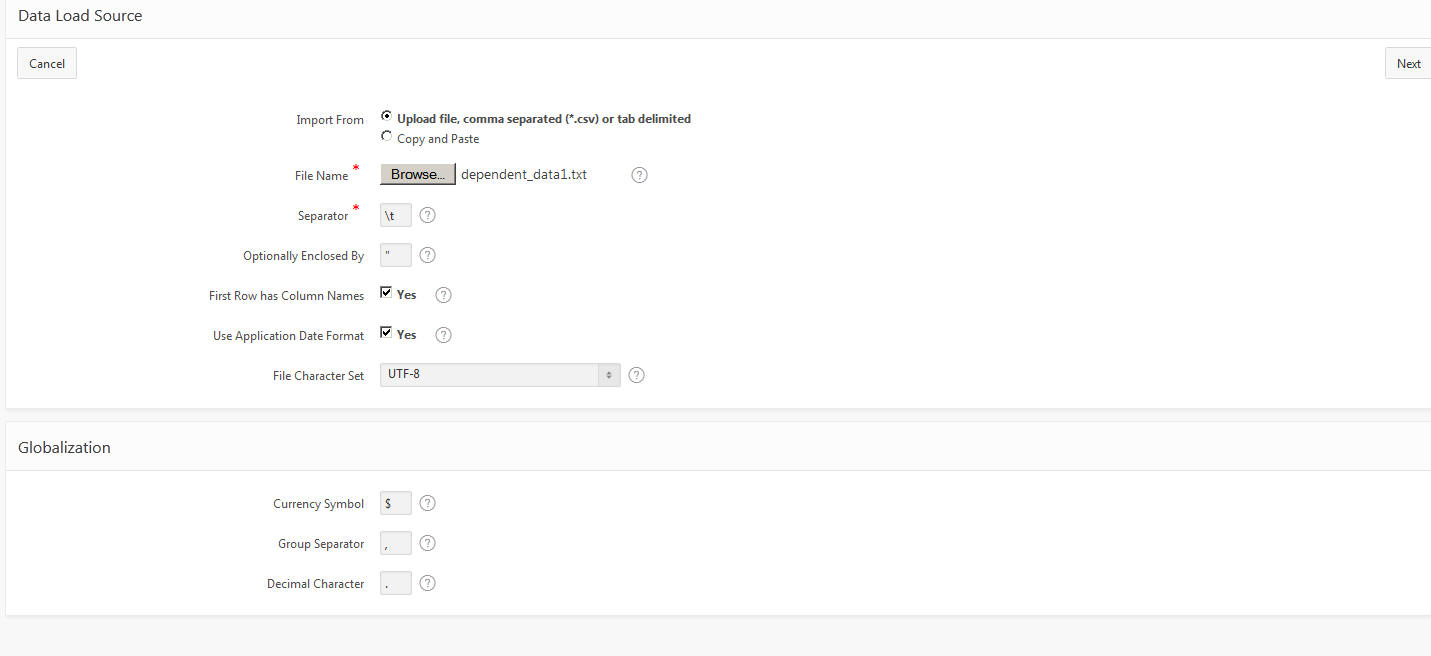 Data Load Source
Cancel
Next
Import From
Upload file, comma separated (*.csv) or tab delimited
Copy and Paste
File Name *
Browse... dependent_data1.txt ?
Separator *
\t ?
Optionally Enclosed By " ?
First Row has Column Names Yes ?
Use Application Date Format Yes ?
File Character Set UTF-8 ?
Globalization
Currency Symbol $ ?
Group Separator , ?
Decimal Character . ?